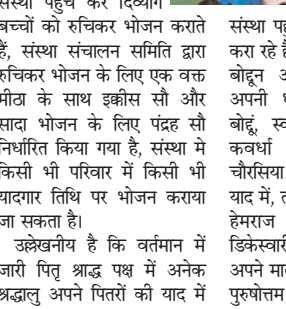 संस्था पहुंच कर दिव्यांग
बच्चों को रुचिकर भोजन कराते
हैं, संस्था संचालन समिति द्वारा
रुचिकर भोजन के लिए एक वक्त
मीठा के साथ इक्कीस सौ और
सादा भोजन के लिए पंद्रह सौ
निर्धारित किया गया है, संस्था मे
किसी भी परिवार में किसी भी
यादगार तिथि पर भोजन कराया
जा सकता है।
उल्लेखनीय है कि वर्तमान में
जारी पितृ श्राद्ध पक्ष में अनेक
श्रद्धालु अपने पितरों की याद में
संस्था
करा रहे
बोद्दून
अपनी
बोद्दूं,
कवर्धा
चौरसिया
याद में,
हेमराज
डिकेस्वारी
अपने
पुरुषोत्तम